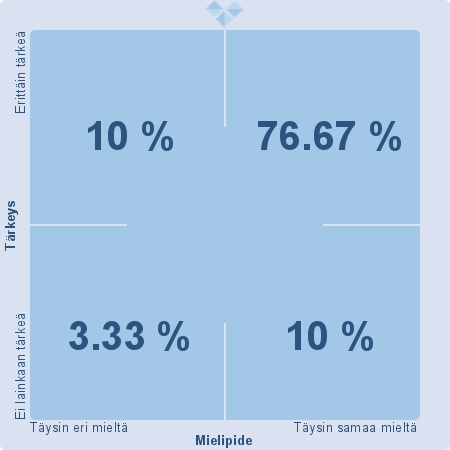 Erittäin tärkeä
10 %
76.67 %
Tärkeys
3.33 %
10 %
Ei lainkaan tärkeä
Täysin eri mieltä
Täysin samaa mieltä
Mielipide